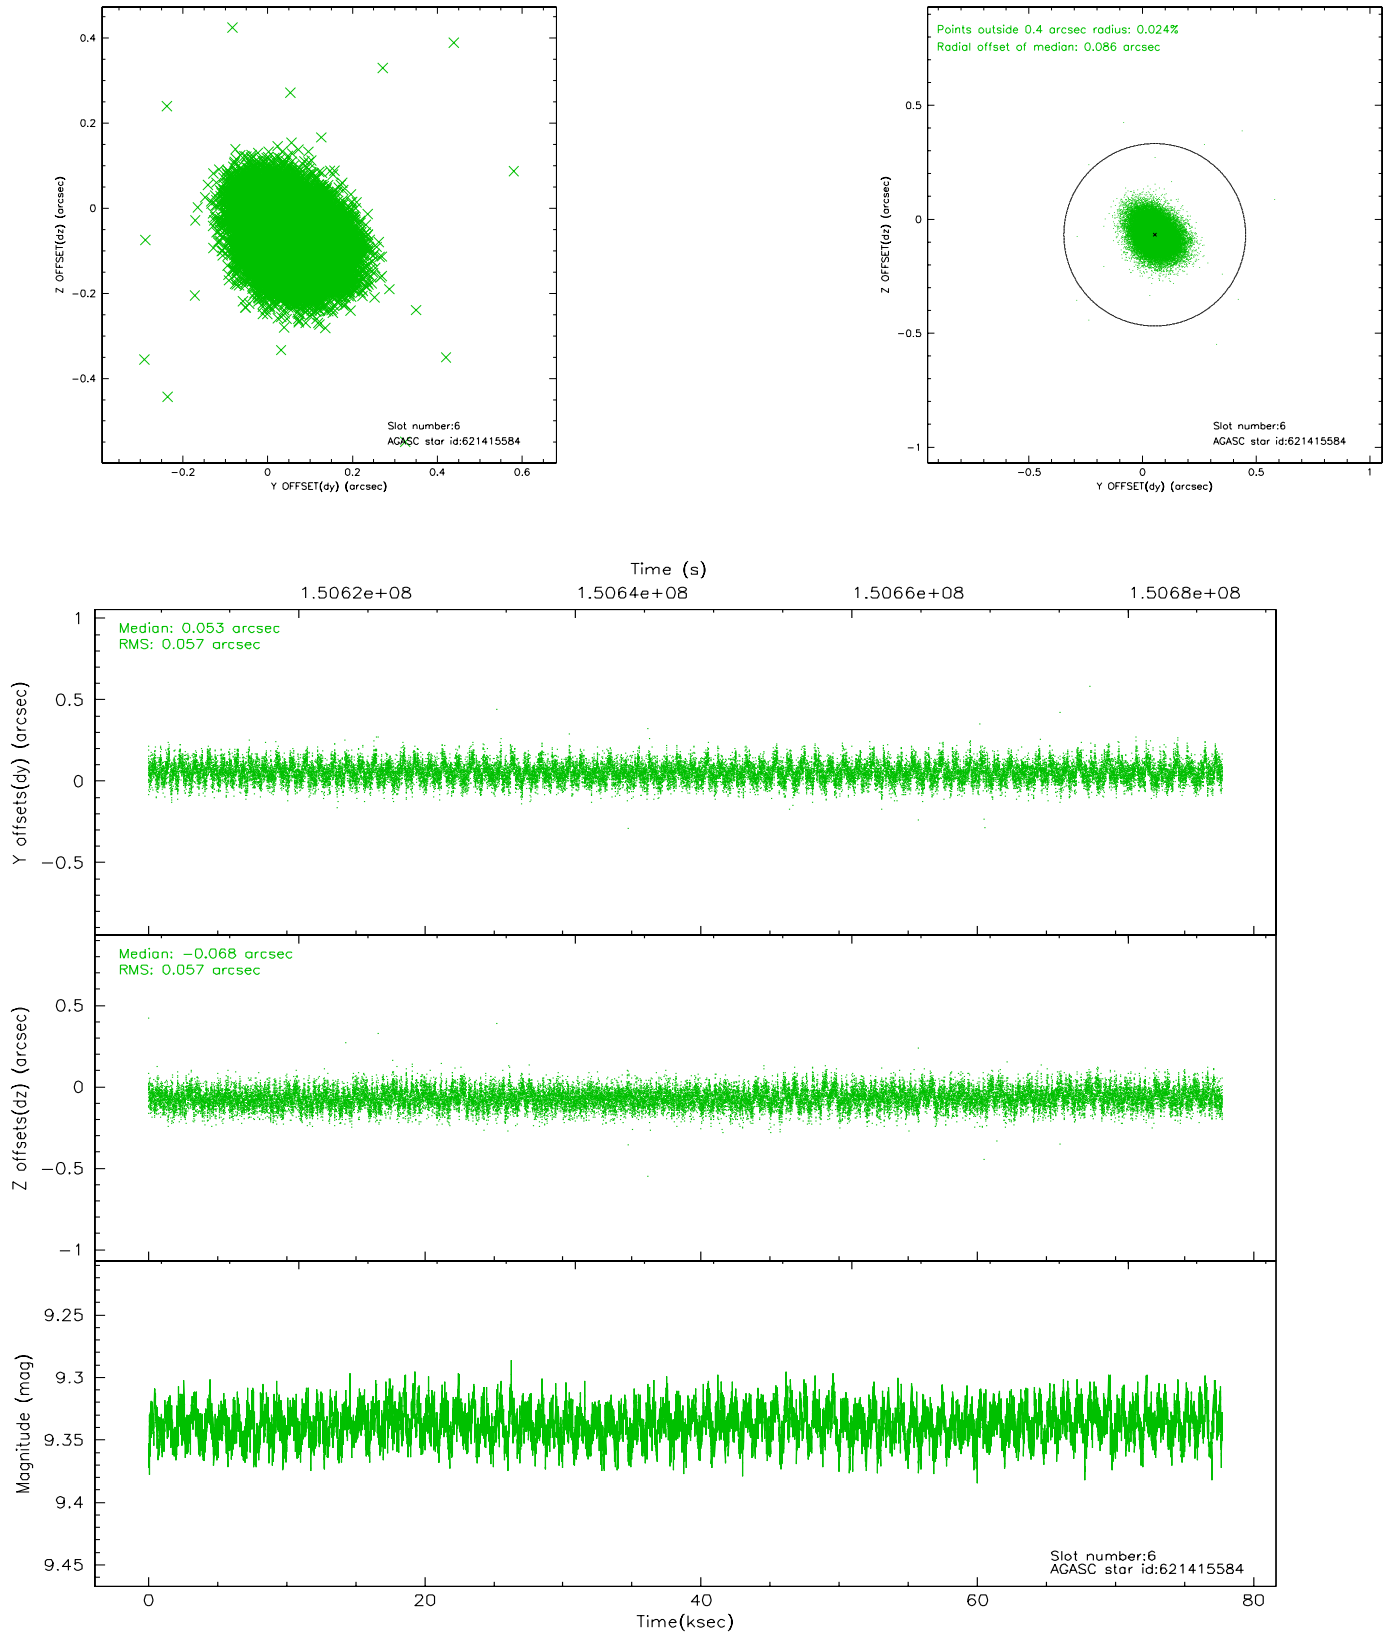 0.4
0.2
0
−0.2
−0.4
Z OFFSET(dz) (arcsec)
−0.2 0 0.2 0.4 0.6
Y OFFSET(dy) (arcsec)
Slot number:6
AGASC star id:621415584
Points outside 0.4 arcsec radius: 0.024%
Radial offset of median: 0.086 arcsec
0.5
0
−0.5
−1
Z OFFSET(dz) (arcsec)
−0.5 0 0.5 1
Y OFFSET(dy) (arcsec)
Slot number:6
AGASC star id:621415584
Time (s)
1.5062e+08 1.5064e+08 1.5066e+08 1.5068e+08
Median: 0.053 arcsec
RMS: 0.057 arcsec
1
0.5
0
−0.5
Y offsets(dy) (arcsec)
Median: −0.068 arcsec
RMS: 0.057 arcsec
0.5
0
−0.5
−1
Z offsets(dz) (arcsec)
9.25
9.3
9.35
9.4
9.45
Magnitude (mag)
Slot number:6
AGASC star id:621415584
0 20 40 60 80
Time(ksec)